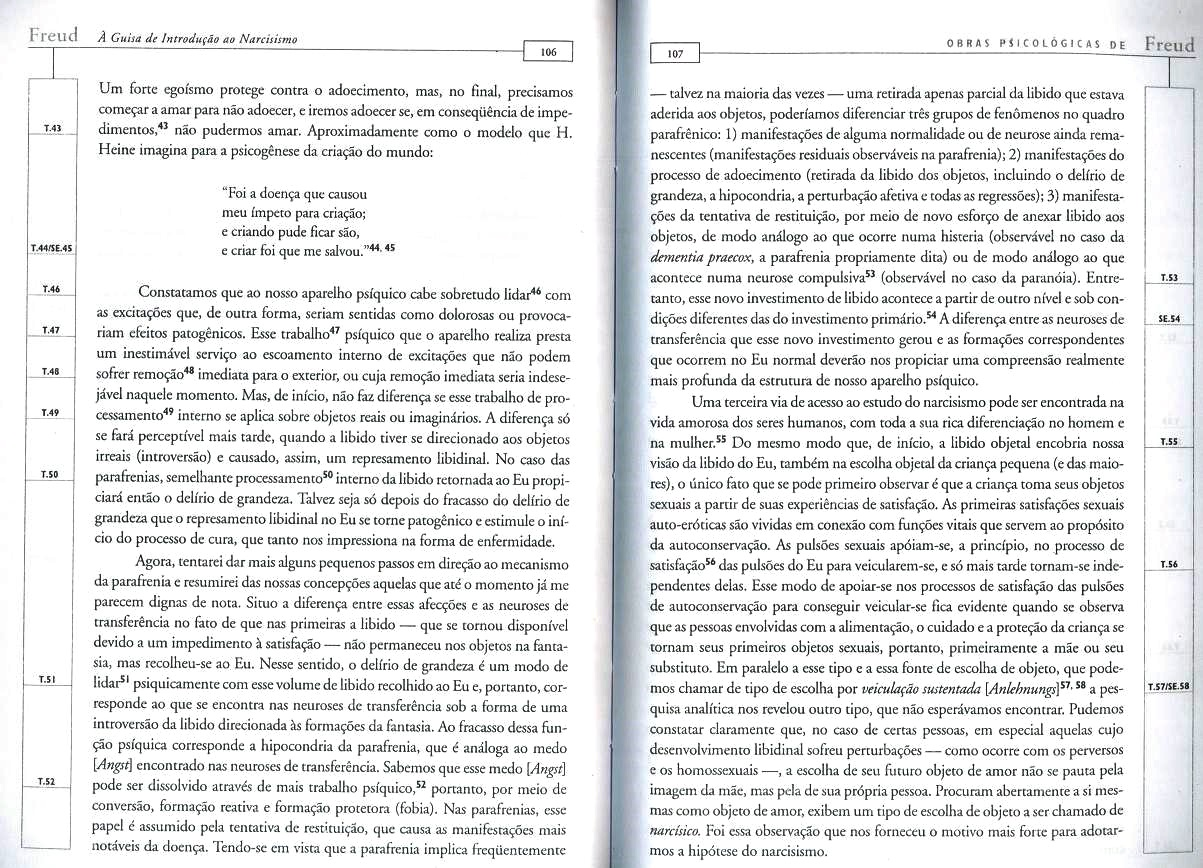 Freud À Guisa de Introdução ao Narcisismo
106
Um forte egoísmo protege contra o adoecimento, mas, no final, precisamos
começar a amar para não adoecer, e iremos adoecer se, em conseqüência de impe-
T.43 dimentos,43 não pudermos amar. Aproximadamente como o modelo que H.
Heine imagina para a psicogênese da criação do mundo:
“Foi a doença que causou
meu ímpeto para criação;
e criando pude ficar são,
T.44/SE.45 e criar foi que me salvou.”44, 45
T.46 Constatamos que ao nosso aparelho psíquico cabe sobretudo lidar46 com
as excitações que, de outra forma, seriam sentidas como dolorosas ou provoca-
T.47 riam efeitos patogênicos. Esse trabalho47 psíquico que o aparelho realiza presta
um inestimável serviço ao escoamento interno de excitações que não podem
T.48 sofrer remoção48 imediata para o exterior, ou cuja remoção imediata seria indese-
jável naquele momento. Mas, de início, não faz diferença se esse trabalho de pro-
T.49 cessamento49 interno se aplica sobre objetos reais ou imaginários. A diferença só
se fará perceptível mais tarde, quando a libido tiver se direcionado aos objetos
irreais (introversão) e causado, assim, um represamento libidinal. No caso das
T.50 parafrenias, semelhante processamento50 interno da libido retornada ao Eu propi-
ciará então o delírio de grandeza. Talvez seja só depois do fracasso do delírio de
grandeza que o represamento libidinal no Eu se torne patogênico e estimule o iní-
cio do processo de cura, que tanto nos impressiona na forma de enfermidade.
Agora, tentarei dar mais alguns pequenos passos em direção ao mecanismo
da parafrenia e resumirei das nossas concepções aquelas que até o momento já me
parecem dignas de nota. Situo a diferença entre essas afecções e as neuroses de
transferência no fato de que nas primeiras a libido — que se tornou disponível
devido a um impedimento à satisfação — não permaneceu nos objetos na fanta-
sia, mas recolheu-se ao Eu. Nesse sentido, o delírio de grandeza é um modo de
T.51 lidar51 psiquicamente com esse volume de libido recolhido ao Eu e, portanto, cor-
responde ao que se encontra nas neuroses de transferência sob a forma de uma
introversão da libido direcionada às formações da fantasia. Ao fracasso dessa fun-
ção psíquica corresponde a hipocondria da parafrenia, que é análoga ao medo
[Angst] encontrado nas neuroses de transferência. Sabemos que esse medo [Angst]
T.52 pode ser dissolvido através de mais trabalho psíquico,52 portanto, por meio de
conversão, formação reativa e formação protetora (fobia). Nas parafrenias, esse
papel é assumido pela tentativa de restituição, que causa as manifestações mais
notáveis da doença. Tendo-se em vista que a parafrenia implica freqüentemente
107
OBRAS PSICOLÓGICAS DE Freud
— talvez na maioria das vezes — uma retirada apenas parcial da libido que estava
aderida aos objetos, poderíamos diferenciar três grupos de fenômenos no quadro
parafrênico: 1) manifestações de alguma normalidade ou de neurose ainda rema-
nescentes (manifestações residuais observáveis na parafrenia); 2) manifestações do
processo de adoecimento (retirada da libido dos objetos, incluindo o delírio de
grandeza, a hipocondria, a perturbação afetiva e todas as regressões); 3) manifesta-
ções da tentativa de restituição, por meio de novo esforço de anexar libido aos
objetos, de modo análogo ao que ocorre numa histeria (observável no caso da
dementia praecox, a parafrenia propriamente dita) ou de modo análogo ao que
acontece numa neurose compulsiva53 (observável no caso da paranóia). Entre- T.53
tanto, esse novo investimento de libido acontece a partir de outro nível e sob con-
dições diferentes das do investimento primário.54 A diferença entre as neuroses de SE.54
transferência que esse novo investimento gerou e as formações correspondentes
que ocorrem no Eu normal deverão nos propiciar uma compreensão realmente
mais profunda da estrutura de nosso aparelho psíquico.
Uma terceira via de acesso ao estudo do narcisismo pode ser encontrada na
vida amorosa dos seres humanos, com toda a sua rica diferenciação no homem e
na mulher.55 Do mesmo modo que, de início, a libido objetal encobria nossa T.55
visão da libido do Eu, também na escolha objetal da criança pequena (e das maio-
res), o único fato que se pode primeiro observar é que a criança toma seus objetos
sexuais a partir de suas experiências de satisfação. As primeiras satisfações sexuais
auto-eróticas são vividas em conexão com funções vitais que servem ao propósito
da autoconservação. As pulsões sexuais apóiam-se, a princípio, no processo de
satisfação56 das pulsões do Eu para veicularem-se, e só mais tarde tornam-se inde- T.56
pendentes delas. Esse modo de apoiar-se nos processos de satisfação das pulsões
de autoconservação para conseguir veicular-se fica evidente quando se observa
que as pessoas envolvidas com a alimentação, o cuidado e a proteção da criança se
tornam seus primeiros objetos sexuais, portanto, primeiramente a mãe ou seu
substituto. Em paralelo a esse tipo e a essa fonte de escolha de objeto, que pode-
mos chamar de tipo de escolha por veiculação sustentada [Anlehnungs]57, 58 a pes- T.57/SE.58
quisa analítica nos revelou outro tipo, que não esperávamos encontrar. Pudemos
constatar claramente que, no caso de certas pessoas, em especial aquelas cujo
desenvolvimento libidinal sofreu perturbações — como ocorre com os perversos
e os homossexuais —, a escolha de seu futuro objeto de amor não se pauta pela
imagem da mãe, mas pela de sua própria pessoa. Procuram abertamente a si mes-
mas como objeto de amor, exibem um tipo de escolha de objeto a ser chamado de
narcísico. Foi essa observação que nos forneceu o motivo mais forte para adotar-
mos a hipótese do narcisismo.